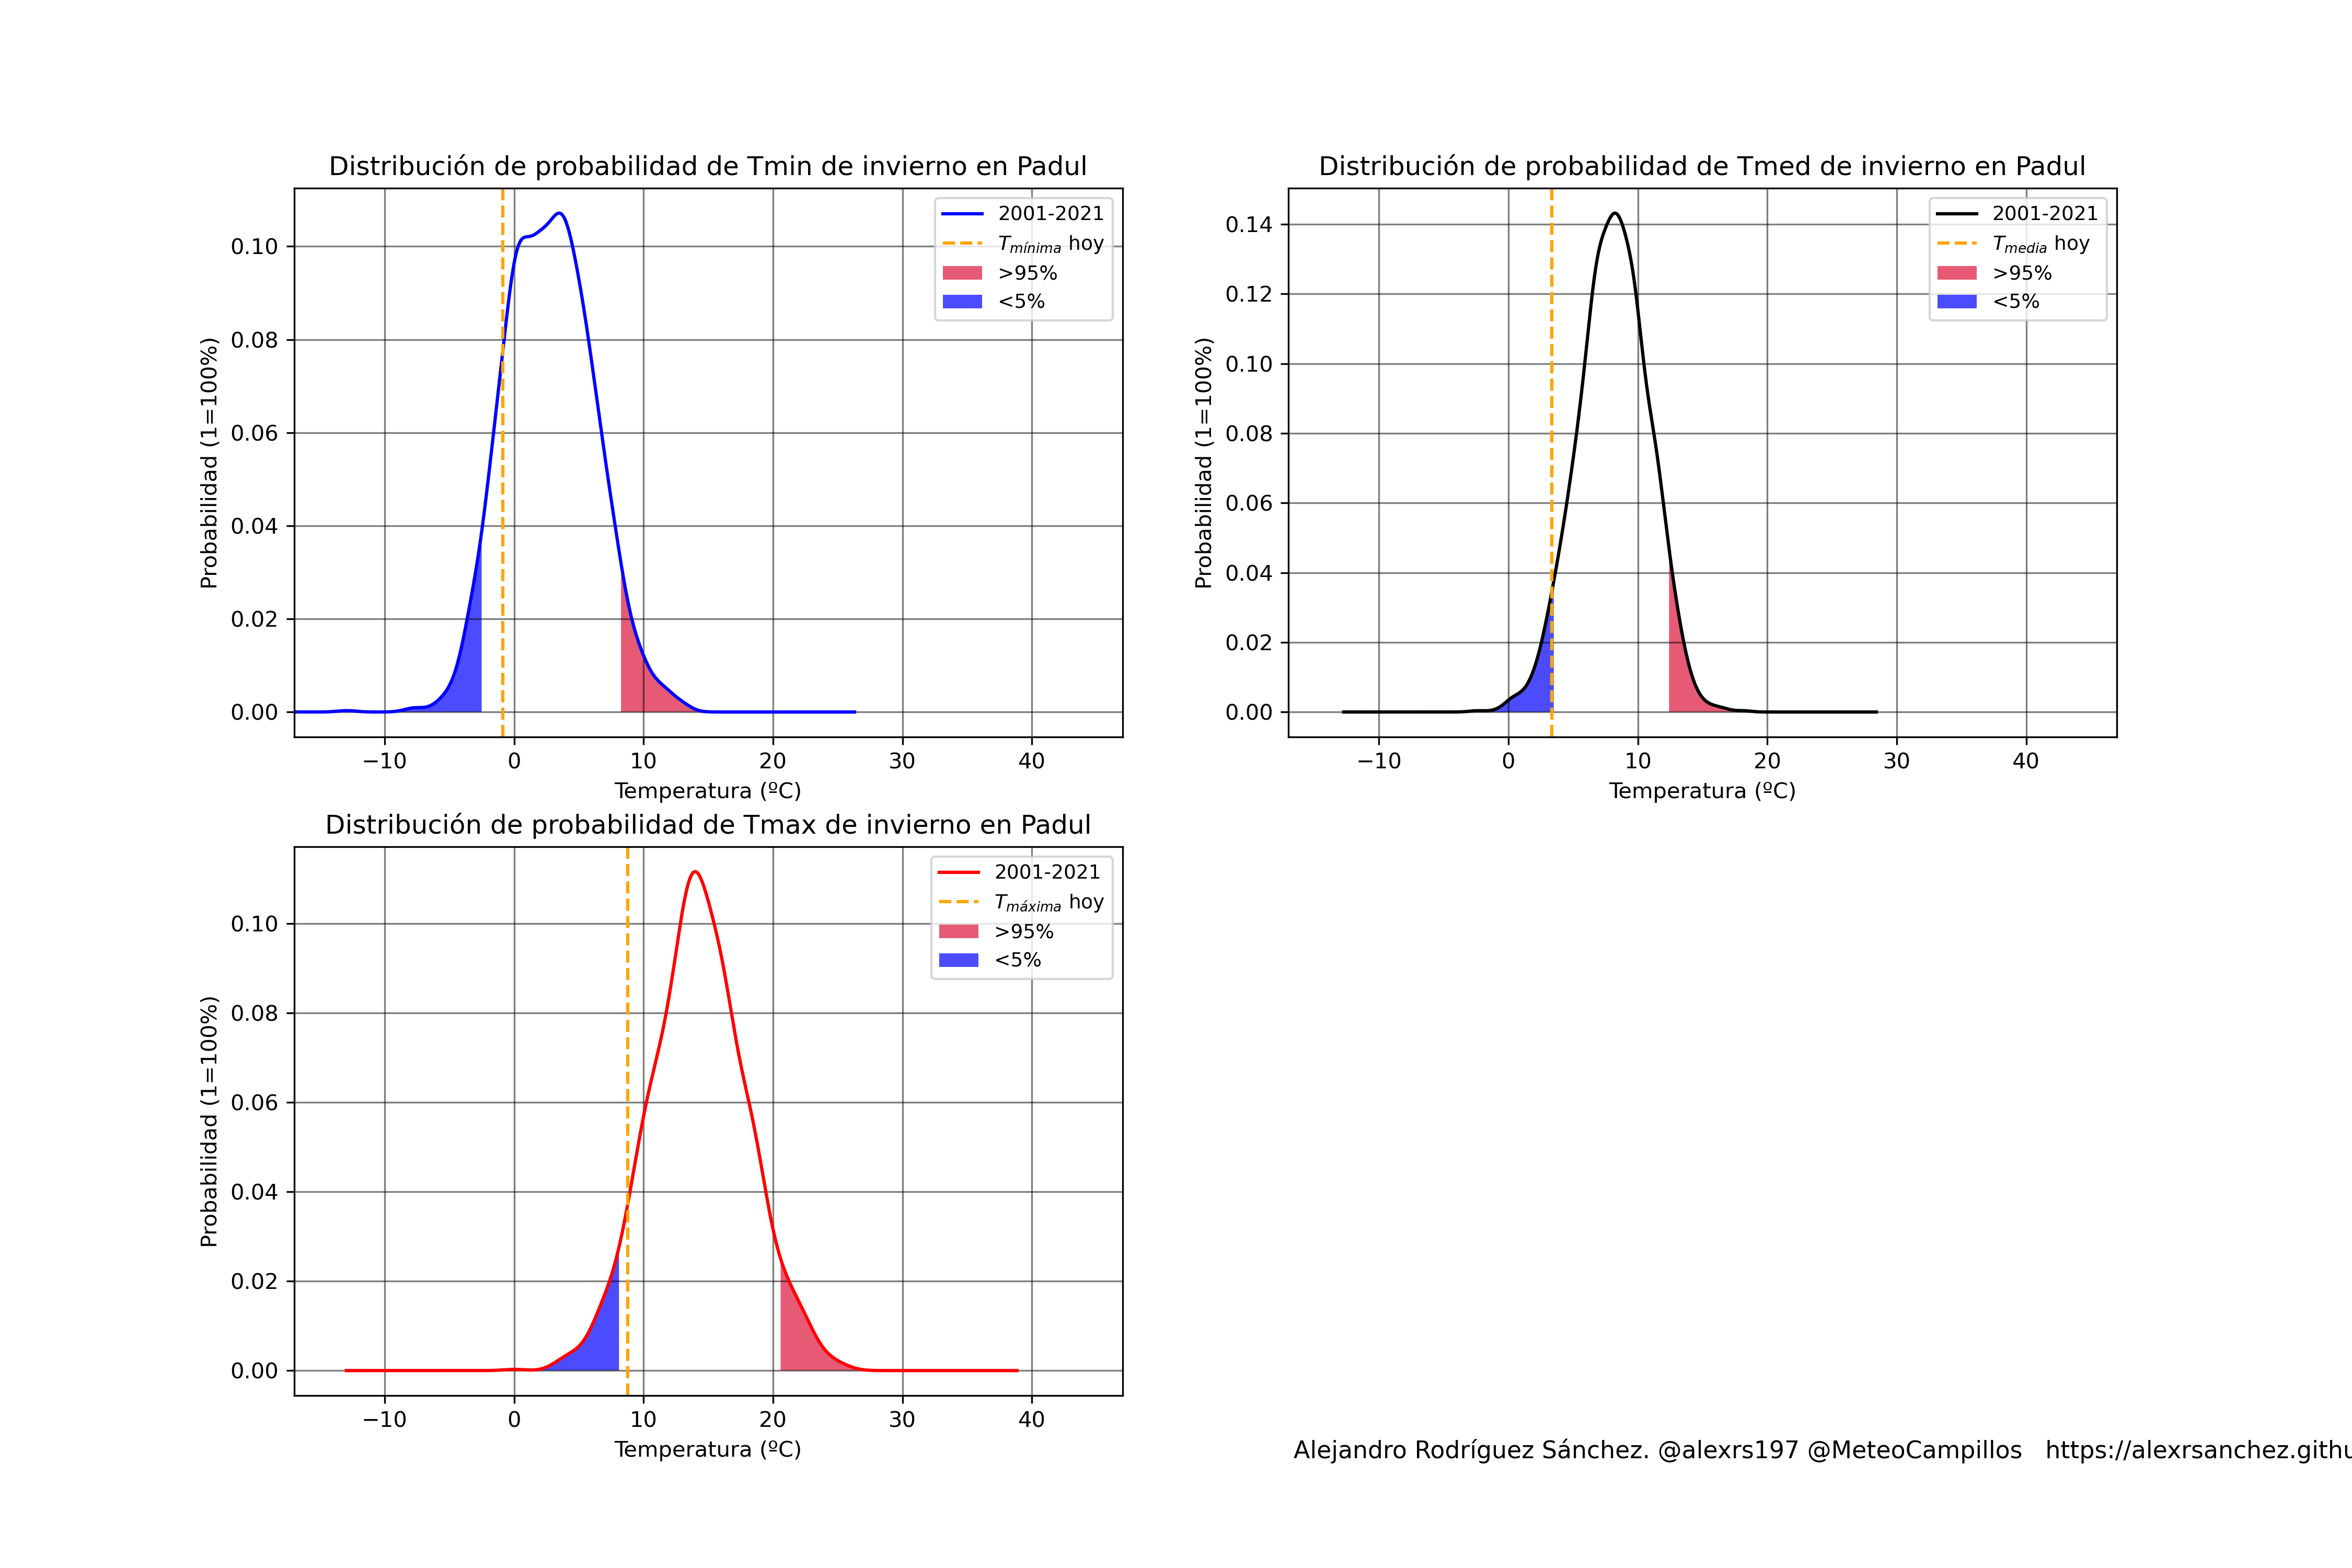 Distribución de probabilidad de Tmin de invierno en Padul
2001-2021
Tmínima hoy
>95%
<5%
0.10
0.08
0.06
0.04
0.02
0.00
Probabilidad (1=100%)
−10 0 10 20 30 40
Temperatura (ºC)
Distribución de probabilidad de Tmed de invierno en Padul
2001-2021
Tmedia hoy
>95%
<5%
0.14
0.12
0.10
0.08
0.06
0.04
0.02
0.00
Probabilidad (1=100%)
−10 0 10 20 30 40
Temperatura (ºC)
Distribución de probabilidad de Tmax de invierno en Padul
2001-2021
Tmáxima hoy
>95%
<5%
0.10
0.08
0.06
0.04
0.02
0.00
Probabilidad (1=100%)
−10 0 10 20 30 40
Temperatura (ºC)
Alejandro Rodríguez Sánchez. @alexrs197 @MeteoCampillos https://alexrsanchez.githu